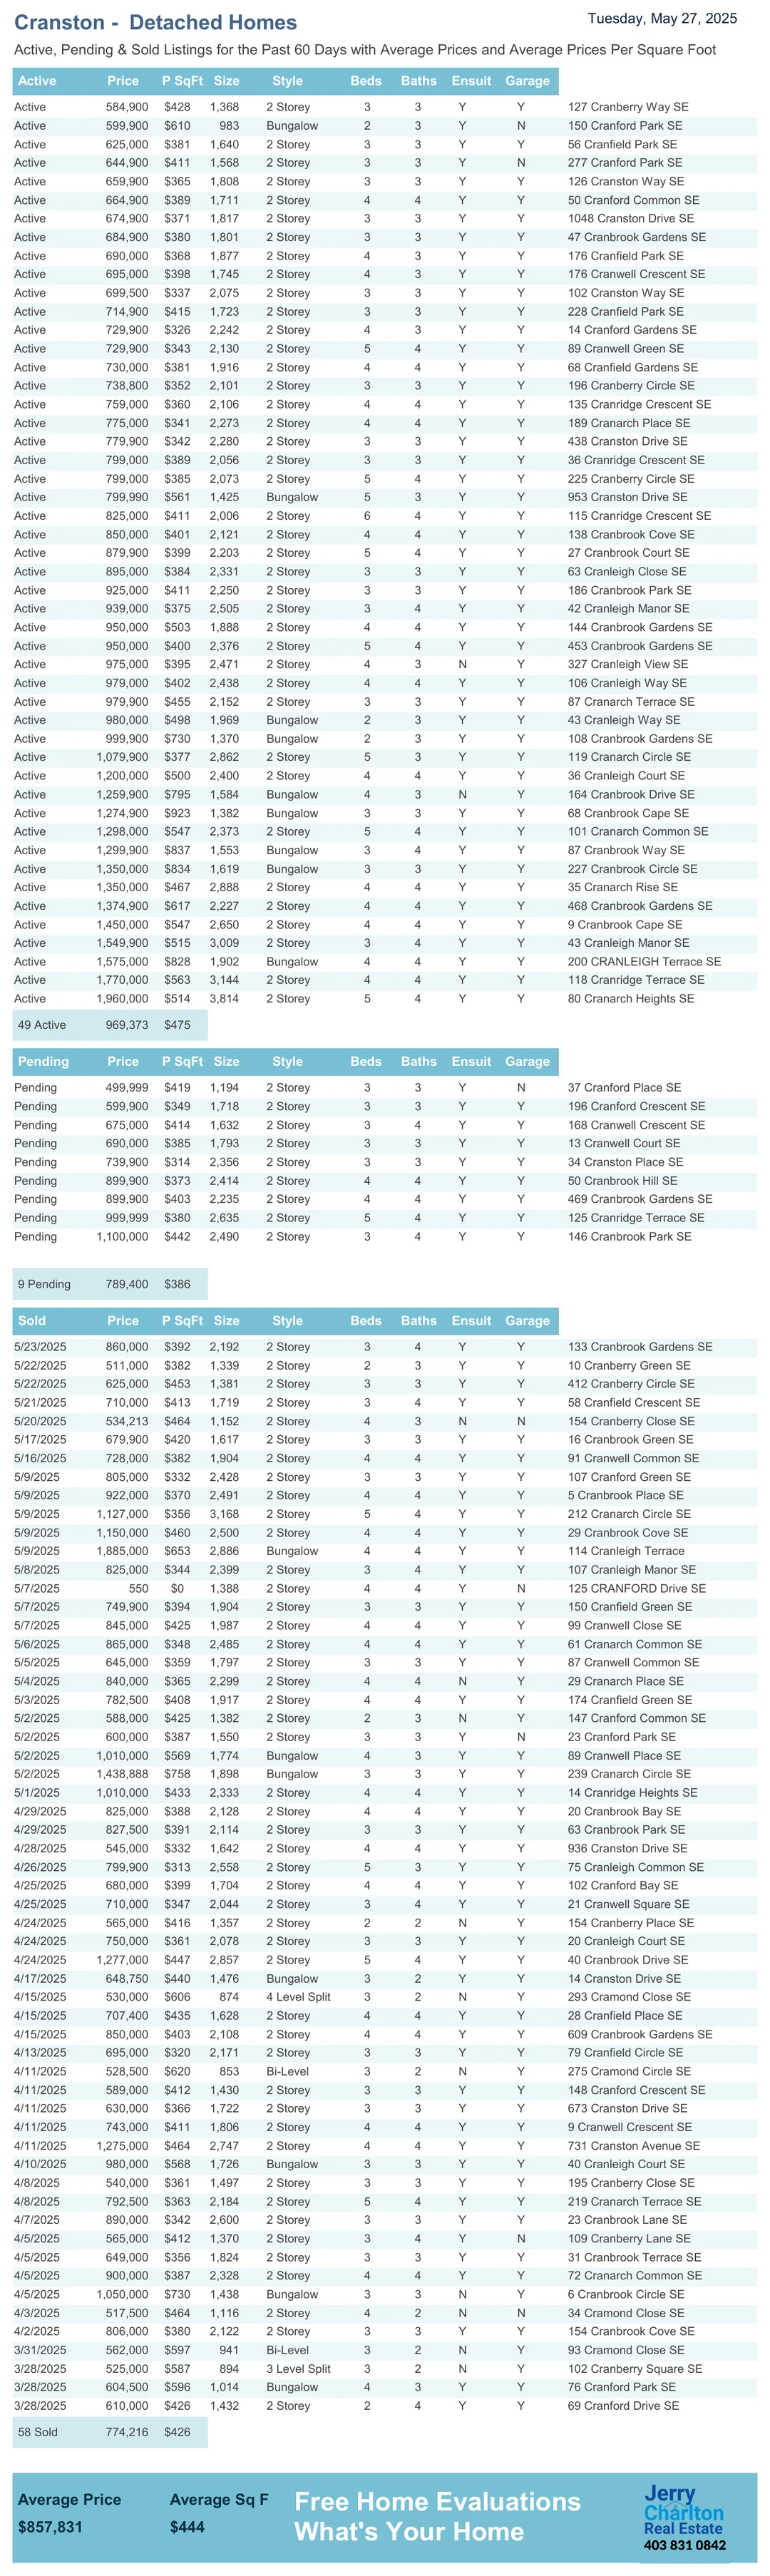 Cranston - Detached Homes
Tuesday, May 27, 2025
Active, Pending & Sold Listings for the Past 60 Days with Average Prices and Average Prices Per Square Foot
Active Price P SqFt Size Style Beds Baths Ensuit Garage
Active 584,900 $428 1,368 2 Storey 3 3 Y Y 127 Cranberry Way SE
Active 599,900 $610 983 Bungalow 2 3 Y N 150 Cranford Park SE
Active 625,000 $381 1,640 2 Storey 3 3 Y Y 56 Cranfield Park SE
Active 644,900 $411 1,568 2 Storey 3 3 Y N 277 Cranford Park SE
Active 659,900 $365 1,808 2 Storey 3 3 Y Y 126 Cranston Way SE
Active 664,900 $389 1,711 2 Storey 4 4 Y Y 50 Cranford Common SE
Active 674,900 $371 1,817 2 Storey 3 3 Y Y 1048 Cranston Drive SE
Active 684,900 $380 1,801 2 Storey 3 3 Y Y 47 Cranbrook Gardens SE
Active 690,000 $368 1,877 2 Storey 4 3 Y Y 176 Cranfield Park SE
Active 695,000 $398 1,745 2 Storey 4 3 Y Y 176 Cranwell Crescent SE
Active 699,500 $337 2,075 2 Storey 3 3 Y Y 102 Cranston Way SE
Active 714,900 $415 1,723 2 Storey 3 3 Y Y 228 Cranfield Park SE
Active 729,900 $326 2,242 2 Storey 4 3 Y Y 14 Cranford Gardens SE
Active 729,900 $343 2,130 2 Storey 5 4 Y Y 89 Cranwell Green SE
Active 730,000 $381 1,916 2 Storey 4 4 Y Y 68 Cranfield Gardens SE
Active 738,800 $352 2,101 2 Storey 3 3 Y Y 196 Cranberry Circle SE
Active 759,000 $360 2,106 2 Storey 4 4 Y Y 135 Cranridge Crescent SE
Active 775,000 $341 2,273 2 Storey 4 4 Y Y 189 Cranarch Place SE
Active 779,900 $342 2,280 2 Storey 3 3 Y Y 438 Cranston Drive SE
Active 799,000 $389 2,056 2 Storey 3 3 Y Y 36 Cranridge Crescent SE
Active 799,000 $385 2,073 2 Storey 5 4 Y Y 225 Cranberry Circle SE
Active 799,990 $561 1,425 Bungalow 5 3 Y Y 953 Cranston Drive SE
Active 825,000 $411 2,006 2 Storey 6 4 Y Y 115 Cranridge Crescent SE
Active 850,000 $401 2,121 2 Storey 4 4 Y Y 138 Cranbrook Cove SE
Active 879,900 $399 2,203 2 Storey 5 4 Y Y 27 Cranbrook Court SE
Active 895,000 $384 2,331 2 Storey 3 3 Y Y 63 Cranleigh Close SE
Active 925,000 $411 2,250 2 Storey 3 3 Y Y 186 Cranbrook Park SE
Active 939,000 $375 2,505 2 Storey 3 4 Y Y 42 Cranleigh Manor SE
Active 950,000 $503 1,888 2 Storey 4 4 Y Y 144 Cranbrook Gardens SE
Active 950,000 $400 2,376 2 Storey 5 4 Y Y 453 Cranbrook Gardens SE
Active 975,000 $395 2,471 2 Storey 4 3 N Y 327 Cranleigh View SE
Active 979,000 $402 2,438 2 Storey 4 4 Y Y 106 Cranleigh Way SE
Active 979,900 $455 2,152 2 Storey 3 3 Y Y 87 Cranarch Terrace SE
Active 980,000 $498 1,969 Bungalow 2 3 Y Y 43 Cranleigh Way SE
Active 999,900 $730 1,370 Bungalow 2 3 Y Y 108 Cranbrook Gardens SE
Active 1,079,900 $377 2,862 2 Storey 5 3 Y Y 119 Cranarch Circle SE
Active 1,200,000 $500 2,400 2 Storey 4 4 Y Y 36 Cranleigh Court SE
Active 1,259,900 $795 1,584 Bungalow 4 3 N Y 164 Cranbrook Drive SE
Active 1,274,900 $923 1,382 Bungalow 3 3 Y Y 68 Cranbrook Cape SE
Active 1,298,000 $547 2,373 2 Storey 5 4 Y Y 101 Cranarch Common SE
Active 1,299,900 $837 1,553 Bungalow 3 4 Y Y 87 Cranbrook Way SE
Active 1,350,000 $834 1,619 Bungalow 3 3 Y Y 227 Cranbrook Circle SE
Active 1,350,000 $467 2,888 2 Storey 4 4 Y Y 35 Cranarch Rise SE
Active 1,374,900 $617 2,227 2 Storey 4 4 Y Y 468 Cranbrook Gardens SE
Active 1,450,000 $547 2,650 2 Storey 4 4 Y Y 9 Cranbrook Cape SE
Active 1,549,900 $515 3,009 2 Storey 3 4 Y Y 43 Cranleigh Manor SE
Active 1,575,000 $828 1,902 Bungalow 4 4 Y Y 200 CRANLEIGH Terrace SE
Active 1,770,000 $563 3,144 2 Storey 4 4 Y Y 118 Cranridge Terrace SE
Active 1,960,000 $514 3,814 2 Storey 5 4 Y Y 80 Cranarch Heights SE
49 Active 969,373 $475
Pending Price P SqFt Size Style Beds Baths Ensuit Garage
Pending 499,999 $419 1,194 2 Storey 3 3 Y N 37 Cranford Place SE
Pending 599,900 $349 1,718 2 Storey 3 3 Y Y 196 Cranford Crescent SE
Pending 675,000 $414 1,632 2 Storey 3 4 Y Y 168 Cranwell Crescent SE
Pending 690,000 $385 1,793 2 Storey 3 3 Y Y 13 Cranwell Court SE
Pending 739,900 $314 2,356 2 Storey 3 3 Y Y 34 Cranston Place SE
Pending 899,900 $373 2,414 2 Storey 4 4 Y Y 50 Cranbrook Hill SE
Pending 899,900 $403 2,235 2 Storey 4 4 Y Y 469 Cranbrook Gardens SE
Pending 999,999 $380 2,635 2 Storey 5 4 Y Y 125 Cranridge Terrace SE
Pending 1,100,000 $442 2,490 2 Storey 3 4 Y Y 146 Cranbrook Park SE
9 Pending 789,400 $386
Sold Price P SqFt Size Style Beds Baths Ensuit Garage
5/23/2025 860,000 $392 2,192 2 Storey 3 4 Y Y 133 Cranbrook Gardens SE
5/22/2025 511,000 $382 1,339 2 Storey 2 3 Y Y 10 Cranberry Green SE
5/22/2025 625,000 $453 1,381 2 Storey 3 3 Y Y 412 Cranberry Circle SE
5/21/2025 710,000 $413 1,719 2 Storey 3 4 Y Y 58 Cranfield Crescent SE
5/20/2025 534,213 $464 1,152 2 Storey 4 3 N N 154 Cranberry Close SE
5/17/2025 679,900 $420 1,617 2 Storey 3 3 Y Y 16 Cranbrook Green SE
5/16/2025 728,000 $382 1,904 2 Storey 4 4 Y Y 91 Cranwell Common SE
5/9/2025 805,000 $332 2,428 2 Storey 3 3 Y Y 107 Cranford Green SE
5/9/2025 922,000 $370 2,491 2 Storey 4 4 Y Y 5 Cranbrook Place SE
5/9/2025 1,127,000 $356 3,168 2 Storey 5 4 Y Y 212 Cranarch Circle SE
5/9/2025 1,150,000 $460 2,500 2 Storey 4 4 Y Y 29 Cranbrook Cove SE
5/9/2025 1,885,000 $653 2,886 Bungalow 4 4 Y Y 114 Cranleigh Terrace
5/8/2025 825,000 $344 2,399 2 Storey 3 4 Y Y 107 Cranleigh Manor SE
5/7/2025 550 $0 1,388 2 Storey 4 4 Y N 125 CRANFORD Drive SE
5/7/2025 749,900 $394 1,904 2 Storey 3 3 Y Y 150 Cranfield Green SE
5/7/2025 845,000 $425 1,987 2 Storey 4 4 Y Y 99 Cranwell Close SE
5/6/2025 865,000 $348 2,485 2 Storey 4 4 Y Y 61 Cranarch Common SE
5/5/2025 645,000 $359 1,797 2 Storey 3 3 Y Y 87 Cranwell Common SE
5/4/2025 840,000 $365 2,299 2 Storey 4 4 N Y 29 Cranarch Place SE
5/3/2025 782,500 $408 1,917 2 Storey 4 4 Y Y 174 Cranfield Green SE
5/2/2025 588,000 $425 1,382 2 Storey 2 3 N Y 147 Cranford Common SE
5/2/2025 600,000 $387 1,550 2 Storey 3 3 Y N 23 Cranford Park SE
5/2/2025 1,010,000 $569 1,774 Bungalow 4 3 Y Y 89 Cranwell Place SE
5/2/2025 1,438,888 $758 1,898 Bungalow 3 3 Y Y 239 Cranarch Circle SE
5/1/2025 1,010,000 $433 2,333 2 Storey 4 4 Y Y 14 Cranridge Heights SE
4/29/2025 825,000 $388 2,128 2 Storey 4 4 Y Y 20 Cranbrook Bay SE
4/29/2025 827,500 $391 2,114 2 Storey 3 3 Y Y 63 Cranbrook Park SE
4/28/2025 545,000 $332 1,642 2 Storey 4 4 Y Y 936 Cranston Drive SE
4/26/2025 799,900 $313 2,558 2 Storey 5 3 Y Y 75 Cranleigh Common SE
4/25/2025 680,000 $399 1,704 2 Storey 4 4 Y Y 102 Cranford Bay SE
4/25/2025 710,000 $347 2,044 2 Storey 3 4 Y Y 21 Cranwell Square SE
4/24/2025 565,000 $416 1,357 2 Storey 2 2 N Y 154 Cranberry Place SE
4/24/2025 750,000 $361 2,078 2 Storey 3 3 Y Y 20 Cranleigh Court SE
4/24/2025 1,277,000 $447 2,857 2 Storey 5 4 Y Y 40 Cranbrook Drive SE
4/17/2025 648,750 $440 1,476 Bungalow 3 2 Y Y 14 Cranston Drive SE
4/15/2025 530,000 $606 874 4 Level Split 3 2 N Y 293 Cramond Close SE
4/15/2025 707,400 $435 1,628 2 Storey 4 4 Y Y 28 Cranfield Place SE
4/15/2025 850,000 $403 2,108 2 Storey 4 4 Y Y 609 Cranbrook Gardens SE
4/13/2025 695,000 $320 2,171 2 Storey 4 3 Y Y 79 Cranfield Circle SE
4/11/2025 528,500 $620 853 Bi-Level 3 2 N Y 275 Cramond Circle SE
4/11/2025 589,000 $412 1,430 2 Storey 3 3 Y Y 148 Cranford Crescent SE
4/11/2025 630,000 $366 1,722 2 Storey 3 3 Y Y 673 Cranston Drive SE
4/11/2025 743,000 $411 1,806 2 Storey 4 4 Y Y 9 Cranwell Crescent SE
4/11/2025 1,275,000 $464 2,747 2 Storey 4 4 Y Y 731 Cranston Avenue SE
4/10/2025 980,000 $568 1,726 Bungalow 3 3 Y Y 40 Cranleigh Court SE
4/8/2025 540,000 $361 1,497 2 Storey 3 3 Y Y 195 Cranberry Close SE
4/8/2025 792,500 $363 2,184 2 Storey 5 4 Y Y 219 Cranarch Terrace SE
4/7/2025 890,000 $342 2,600 2 Storey 3 3 Y Y 23 Cranbrook Lane SE
4/5/2025 565,000 $412 1,370 2 Storey 3 4 Y N 109 Cranberry Lane SE
4/5/2025 649,000 $356 1,824 2 Storey 3 3 Y Y 31 Cranbrook Terrace SE
4/5/2025 900,000 $387 2,328 2 Storey 4 4 Y Y 72 Cranarch Common SE
4/5/2025 1,050,000 $730 1,438 Bungalow 3 3 N Y 6 Cranbrook Circle SE
4/3/2025 517,500 $464 1,116 2 Storey 4 2 N N 34 Cramond Close SE
4/2/2025 806,000 $380 2,122 2 Storey 3 3 Y Y 154 Cranbrook Cove SE
3/31/2025 562,000 $597 941 Bi-Level 3 2 N Y 93 Cramond Close SE
3/28/2025 525,000 $587 894 3 Level Split 3 2 N Y 102 Cranberry Square SE
3/28/2025 604,500 $596 1,014 Bungalow 4 3 Y Y 76 Cranford Park SE
3/28/2025 610,000 $426 1,432 2 Storey 2 4 Y Y 69 Cranford Drive SE
58 Sold 774,216 $426
Average Price Average Sq F
$857,831 $444
Free Home Evaluations
What's Your Home
Jerry
Charlton
Real Estate
403 831 0842